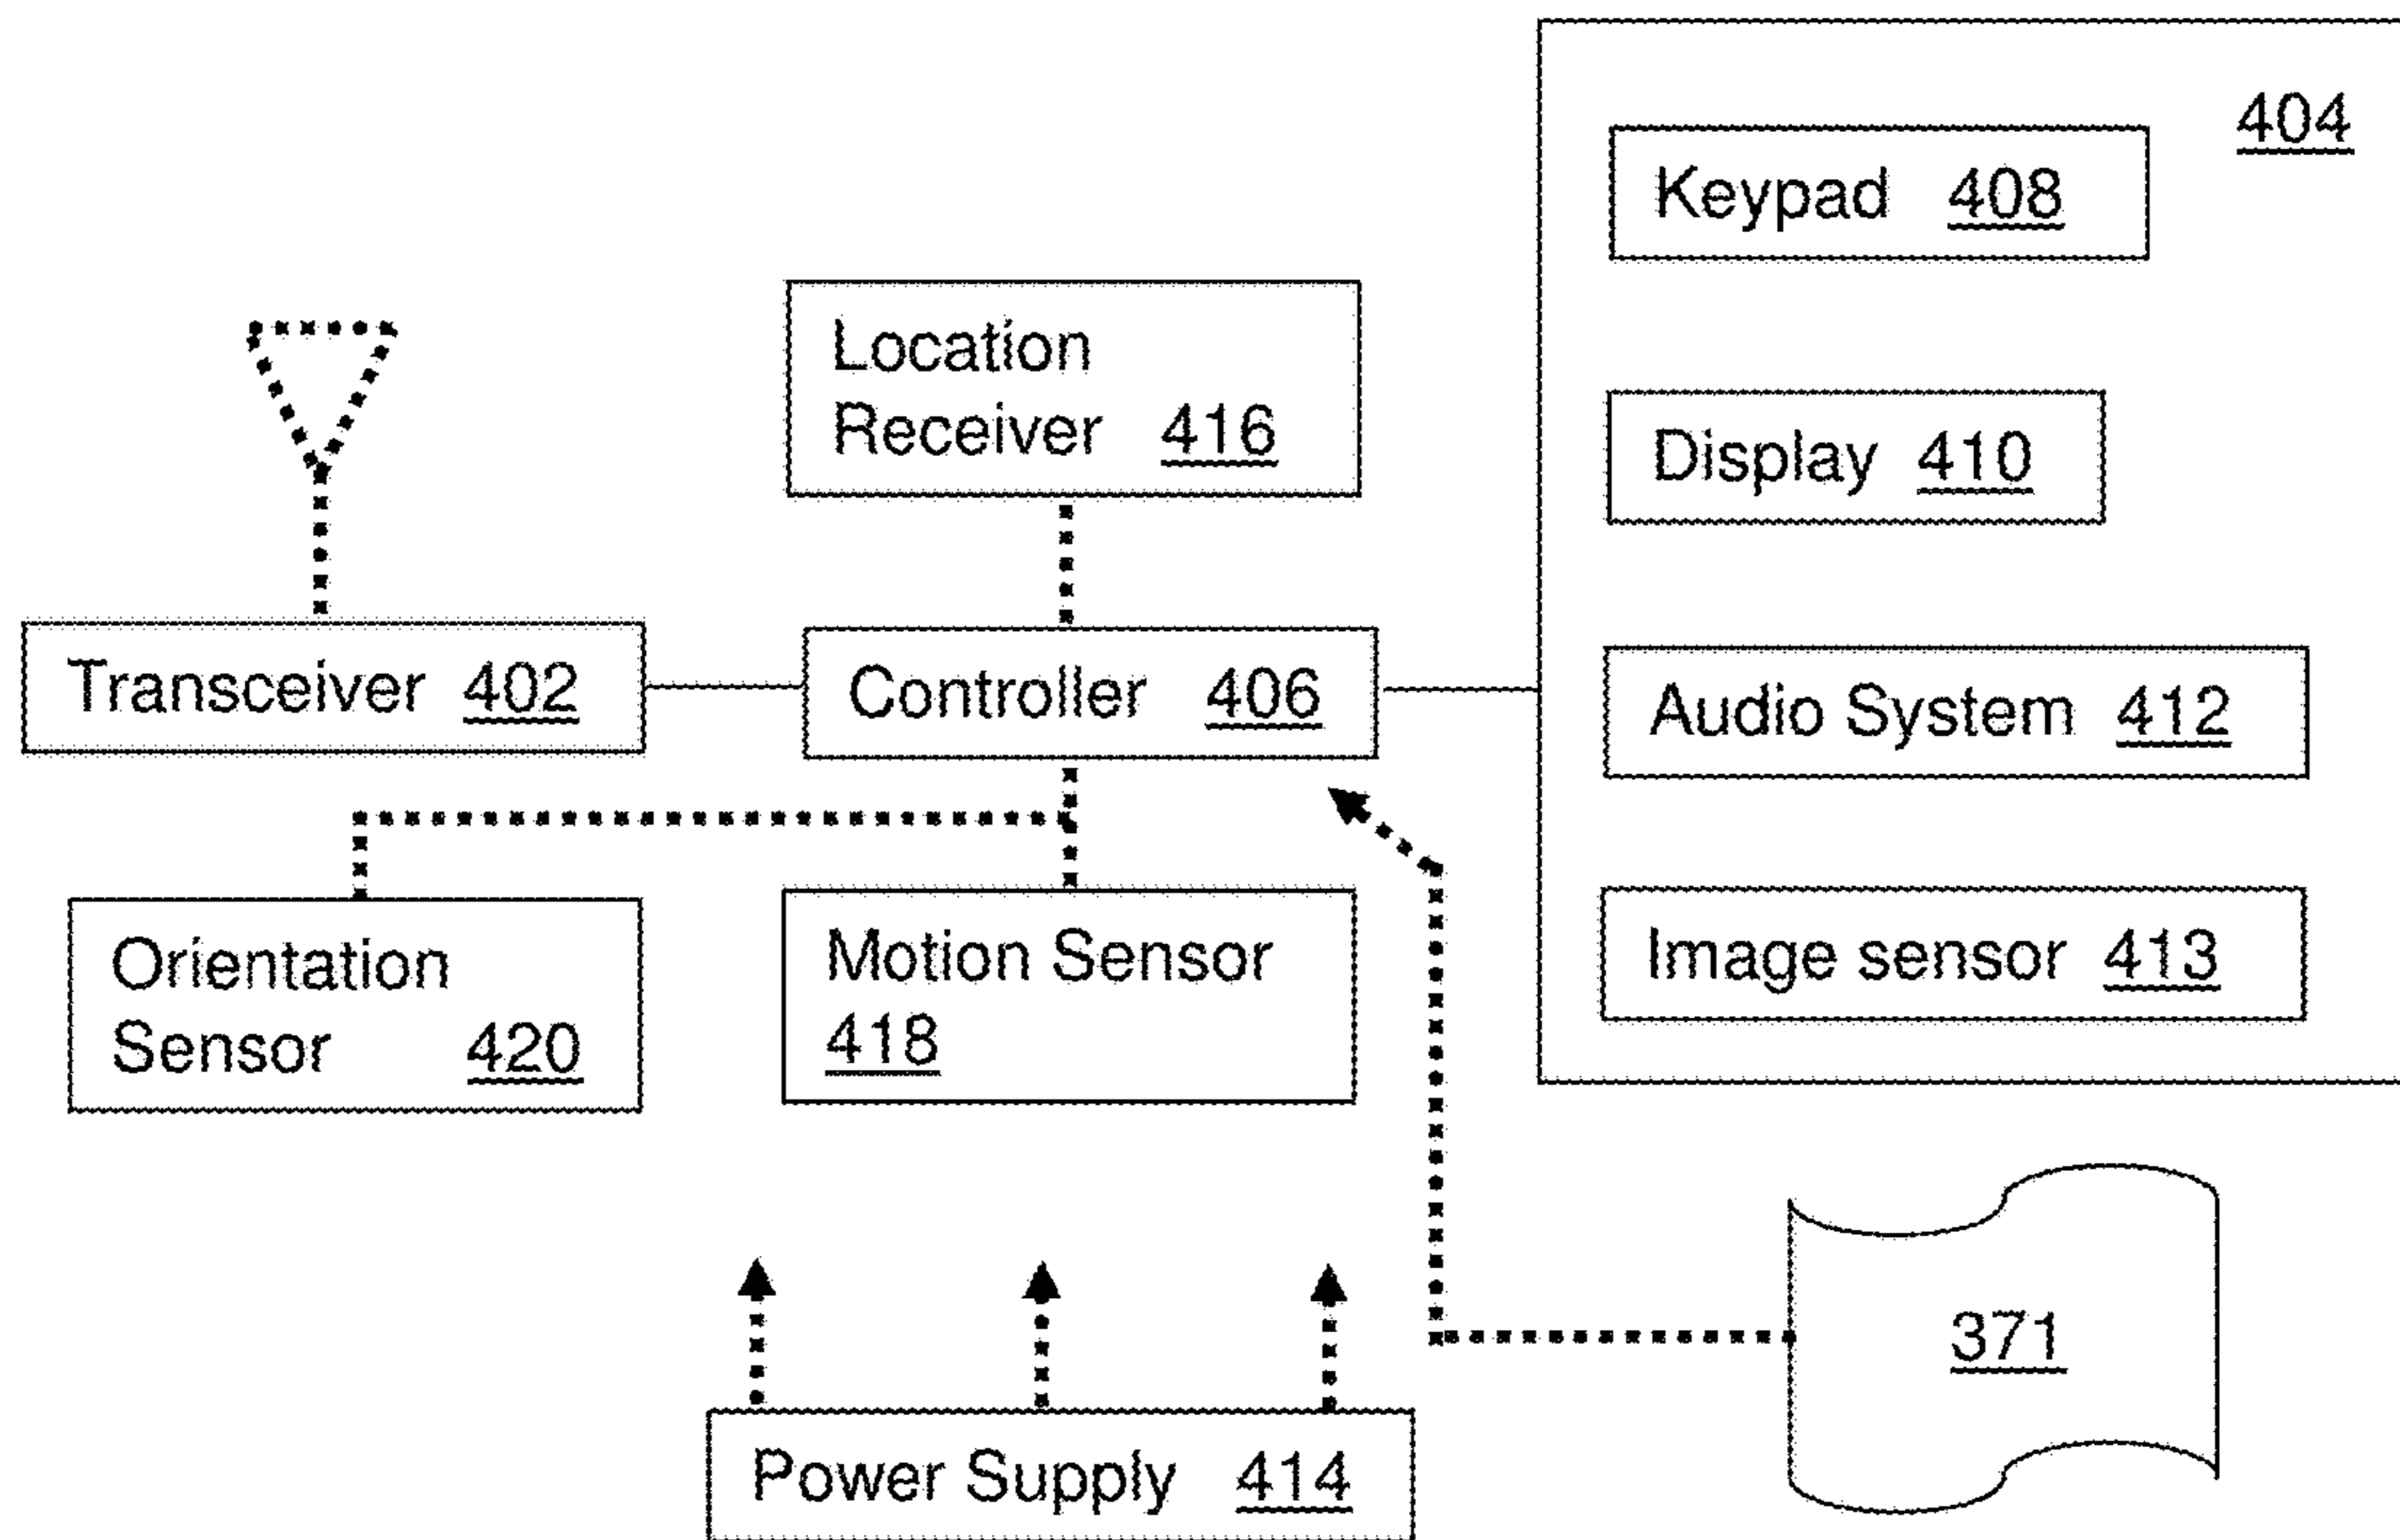 404
Keypad 408
Location
Receiver 416
Display 410
Transceiver 402
Controller 406
Audio System 412
Orientation
Sensor 420
Motion Sensor
418
Image sensor 413
371
Power Supply 414